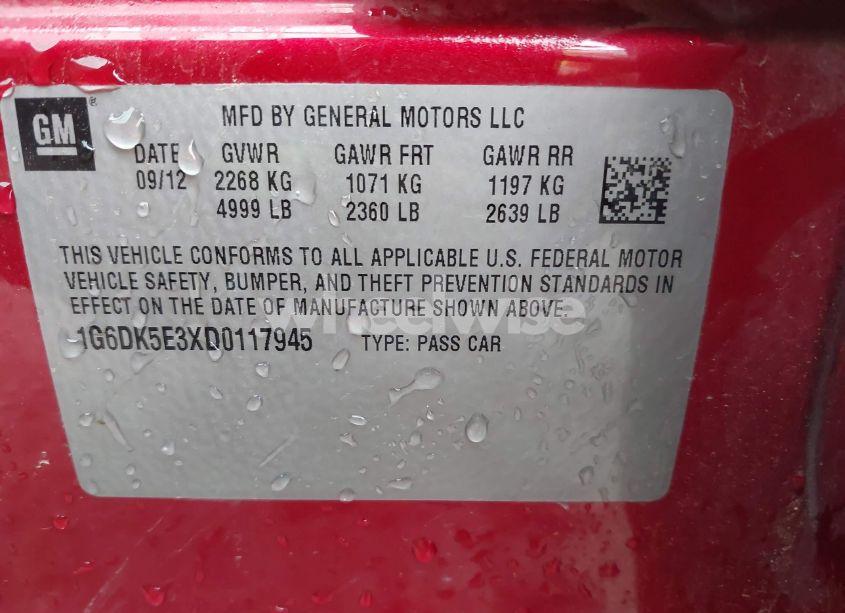 GM
MFD BY GENERAL MOTORS LLC
DATE GVWR GAWR FRT GAWR RR
09/12 2268 KG 1071 KG 1197 KG
4999 LB 2360 LB 2639 LB
THIS VEHICLE CONFORMS TO ALL APPLICABLE U.S. FEDERAL MOTOR
VEHICLE SAFETY, BUMPER, AND THEFT PREVENTION STANDARDS IN
EFFECT ON THE DATE OF MANUFACTURE SHOWN ABOVE.
wheelwise
1G6DK5E3XD0117945 TYPE: PASS CAR